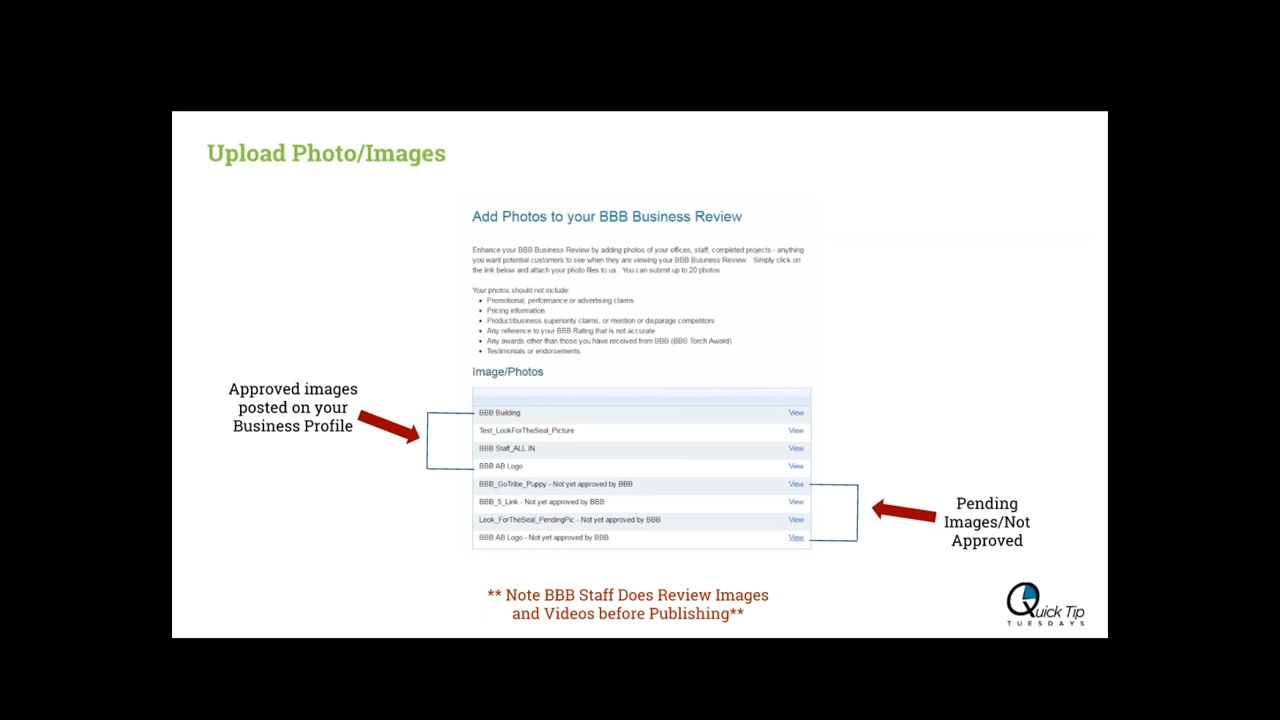 Upload Photo/Images
Add Photos to your BBB Business Review
Enhance your BBB Business Review by adding photos of your offices, staff, completed projects - anything
you want potential customers to see when they are viewing your BBB Business Review Simply click on
the link below and attach your photo files to us. You can submit up to 20 photos.
Your photos should not include:
• Promotional, performance or advertising claims
• Pricing information
• Product/business superiority claims, or mention or disparage competitors
• Any reference to your BBB Rating that is not accurate
• Any awards other than those you have received from BBB (BBB Torch Award)
• Testimonials or endorsements
Image/Photos
Approved images
posted on your
Business Profile
BBB Building View
Test_LookForTheSeal_Picture View
BBB Staff_ALL IN View
BBB AB Logo View
BBB_GoTribe_Puppy - Not yet approved by BBB View
BBB_5_Link - Not yet approved by BBB View
Look_ForTheSeal_PendingPic - Not yet approved by BBB View
BBB AB Logo - Not yet approved by BBB View
Pending
Images/Not
Approved
** Note BBB Staff Does Review Images
and Videos before Publishing**
Quick Tip
TUESDAYS